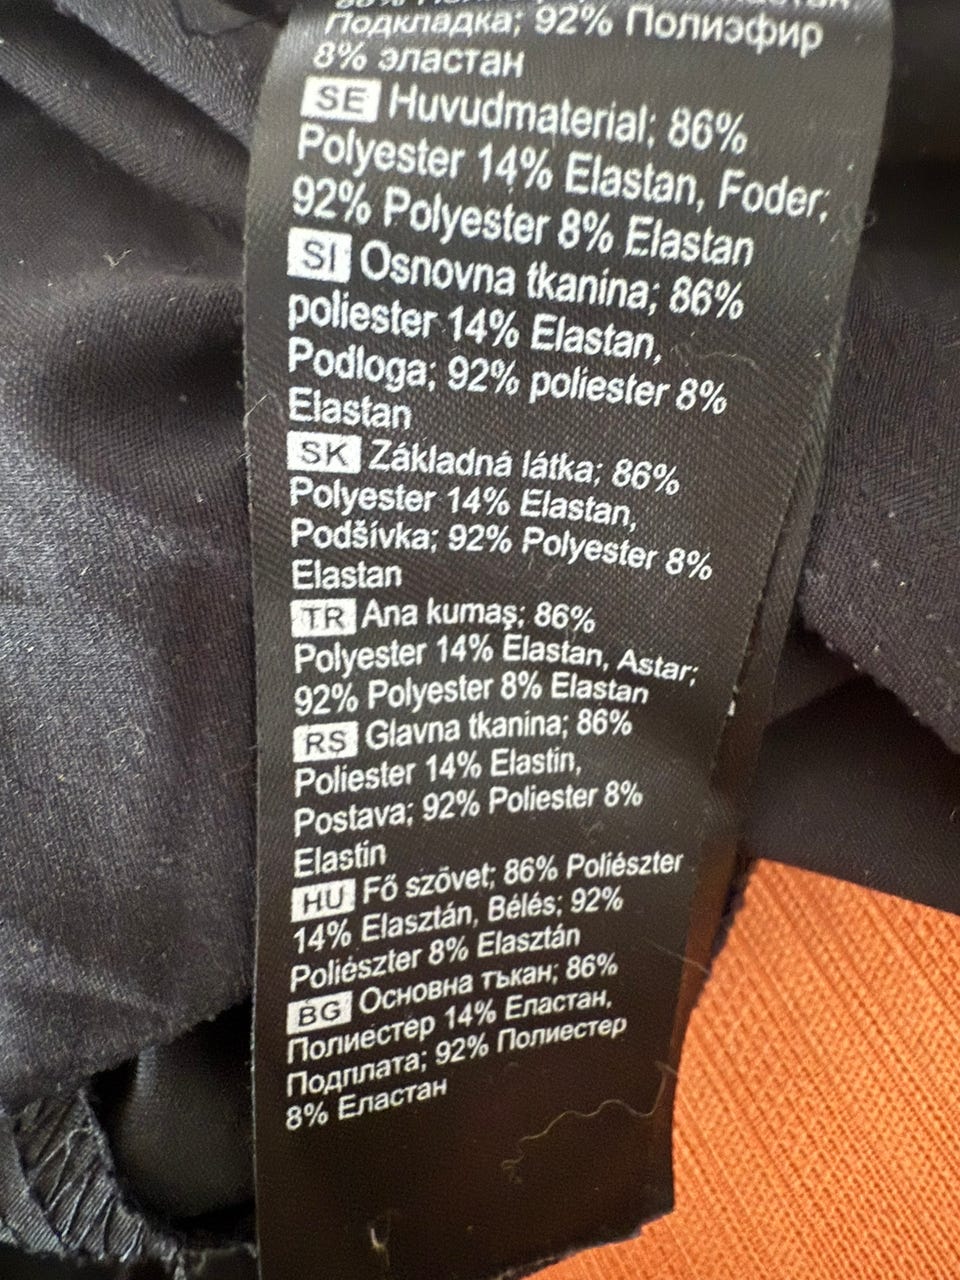 Подкладка; 92% Полиэфир
8% эластан
SE Huvudmaterial; 86%
Polyester 14% Elastan, Foder;
92% Polyester 8% Elastan
SI Osnovna tkanina; 86%
poliester 14% Elastan,
Podloga; 92% poliester 8%
Elastan
SK Základná látka; 86%
Polyester 14% Elastan,
Podšívka; 92% Polyester 8%
Elastan
TR Ana kumaş; 86%
Polyester 14% Elastan, Astar;
92% Polyester 8% Elastan
RS Glavna tkanina; 86%
Poliester 14% Elastin,
Postava; 92% Poliester 8%
Elastin
HU Fő szövet; 86% Poliészter
14% Elasztán, Bélés; 92%
Poliészter 8% Elasztán
BG Основна тъкан; 86%
Полиестер 14% Еластан,
Подплата; 92% Полиестер
8% Еластан